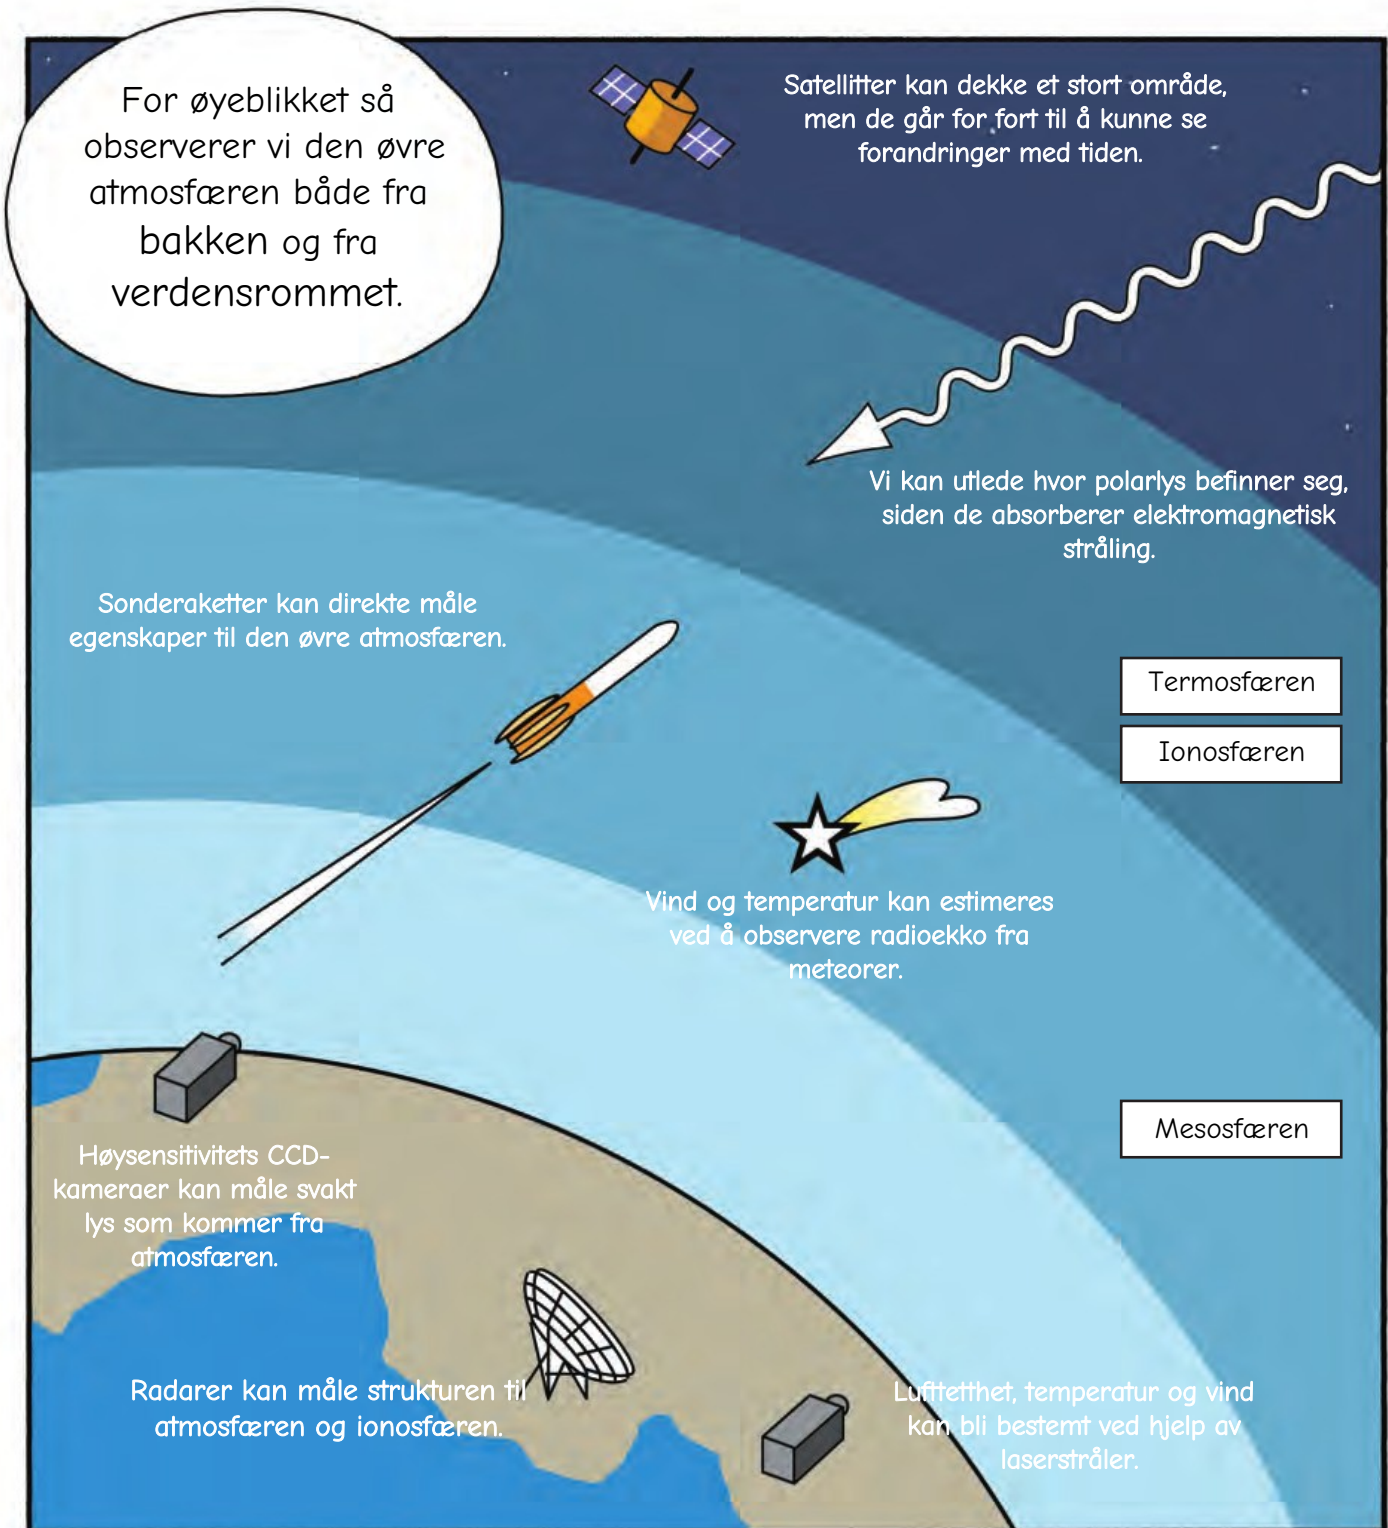 For øyeblikket så
observerer vi den øvre
atmosfæren både fra
bakken og fra
verdensrommet.
Satellitter kan dekke et stort område,
men de går for fort til å kunne se
forandringer med tiden.
Vi kan utlede hvor polarlys befinner seg,
siden de absorberer elektromagnetisk
stråling.
Sonderaketter kan direkte måle
egenskaper til den øvre atmosfæren.
Termosfæren
Ionosfæren
Vind og temperatur kan estimeres
ved å observere radioekko fra
meteorer.
Mesosfæren
Høysensitivitets CCD-
kameraer kan måle svakt
lys som kommer fra
atmosfæren.
Radarer kan måle strukturen til
atmosfæren og ionosfæren.
Lufttetthet, temperatur og vind
kan bli bestemt ved hjelp av
laserstråler.